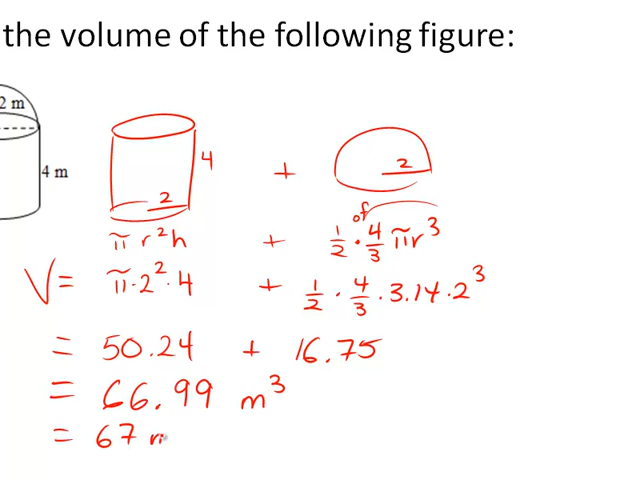 the volume of the following figure:
2 m
4 m
4
2
+
2
of
π r²h + 1/2 · 4/3 πr³
V = π · 2² · 4 + 1/2 · 4/3 · 3.14 · 2³
= 50.24 + 16.75
= 66.99 m³
= 67